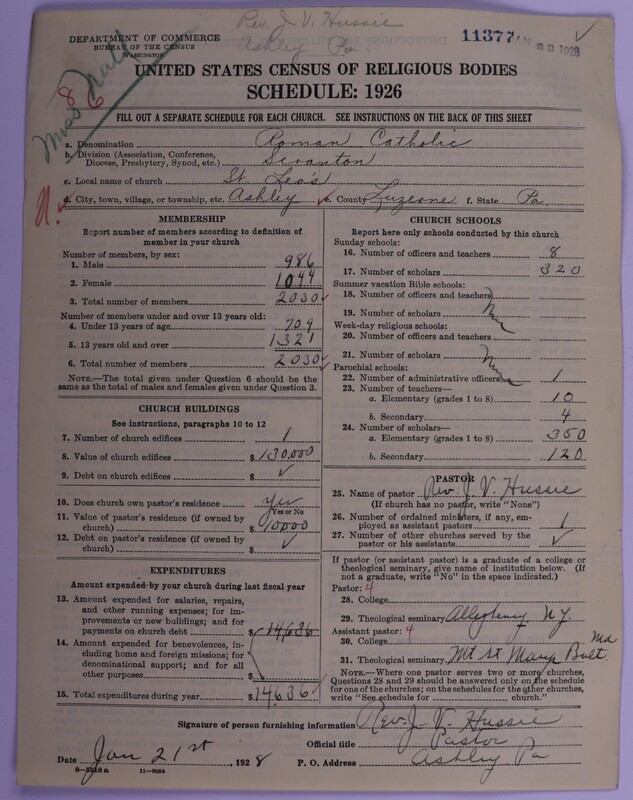 Rev. J. V. Hussie
Ashley Pa.
DEPARTMENT OF COMMERCE
BUREAU OF THE CENSUS
WASHINGTON
11377
JAN 23 1928
Miss
8
6
UNITED STATES CENSUS OF RELIGIOUS BODIES
SCHEDULE: 1926
FILL OUT A SEPARATE SCHEDULE FOR EACH CHURCH. SEE INSTRUCTIONS ON THE BACK OF THIS SHEET
a. Denomination Roman Catholic
b. Division (Association, Conference, Diocese, Presbytery, Synod, etc.) Scranton
c. Local name of church St. Leo's
d. City, town, village, or township, etc. Ashley e. County Luzerne f. State Pa.
MEMBERSHIP
Report number of members according to definition of
member in your church
Number of members, by sex:
1. Male 986
2. Female 1044
3. Total number of members 2030
Number of members under and over 13 years old:
4. Under 13 years of age 709
5. 13 years old and over 1321
6. Total number of members 2030
NOTE.—The total given under Question 6 should be
same as the total of males and females given under Question 3.
CHURCH BUILDINGS
See instructions, paragraphs 10 to 12
7. Number of church edifices 1
8. Value of church edifices $130,000
9. Debt on church edifices $
10. Does church own pastor's residence yes
Yes or No
11. Value of pastor's residence (if owned by
church) $10000
12. Debt on pastor's residence (if owned by
church) $
EXPENDITURES
Amount expended by your church during last fiscal year
13. Amount expended for salaries, repairs,
and other running expenses; for im-
provements or new buildings; and for
payments on church debt $14636
14. Amount expended for benevolences, in-
cluding home and foreign missions; for
denominational support; and for all
other purposes $
15. Total expenditures during year $14636
CHURCH SCHOOLS
Report here only schools conducted by this church
Sunday schools:
16. Number of officers and teachers 8
17. Number of scholars 320
Summer vacation Bible schools:
18. Number of officers and teachers
19. Number of scholars
Week-day religious schools:
20. Number of officers and teachers
21. Number of scholars
Parochial schools:
22. Number of administrative officers 1
23. Number of teachers—
a. Elementary (grades 1 to 8) 10
b. Secondary 4
24. Number of scholars—
a. Elementary (grades 1 to 8) 350
b. Secondary 120
PASTOR
25. Name of pastor Rev. J. V. Hussie
(If church has no pastor, write "None")
26. Number of ordained ministers, if any, em-
ployed as assistant pastors 1
27. Number of other churches served by the
pastor or his assistants
If pastor (or assistant pastor) is a graduate of a college or
theological seminary, give name of institution below. (If
not a graduate, write "No" in the space indicated.)
Pastor: 4
28. College
29. Theological seminary Allegheny N.Y.
Assistant pastor: 4
30. College
31. Theological seminary Mt St Marys Balt. Md
NOTE.—Where one pastor serves two or more churches,
Questions 28 and 29 should be answered only on the schedule
for one of the churches; on the schedules for the other churches,
write "See schedule for church."
Signature of person furnishing information Rev. J. V. Hussie
Official title Pastor
Date Jan 21st, 1928 P. O. Address Ashley Pa
11—9084